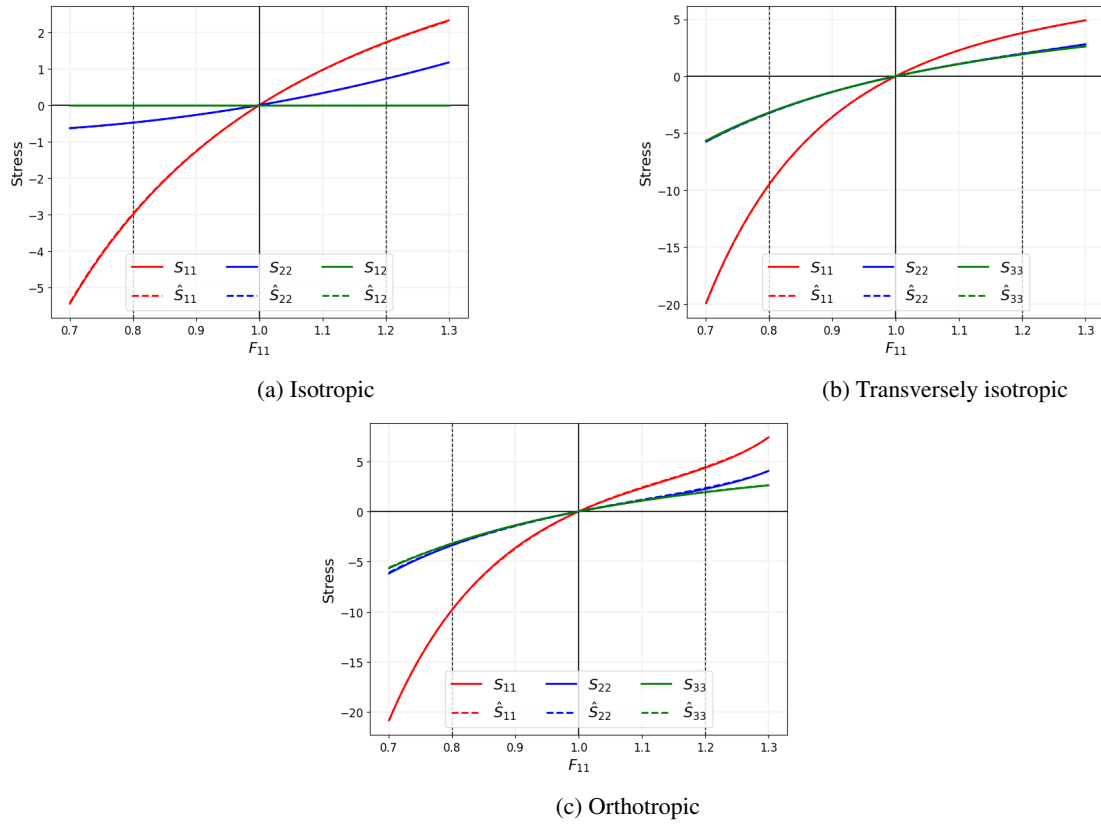 2
1
0
−1
−2
−3
−4
−5
Stress
S₁₁ S₂₂ S₁₂
Ŝ₁₁ Ŝ₂₂ Ŝ₁₂
0.7 0.8 0.9 1.0 1.1 1.2 1.3
F₁₁
(a) Isotropic
5
0
−5
−10
−15
−20
Stress
S₁₁ S₂₂ S₃₃
Ŝ₁₁ Ŝ₂₂ Ŝ₃₃
0.7 0.8 0.9 1.0 1.1 1.2 1.3
F₁₁
(b) Transversely isotropic
5
0
−5
−10
−15
−20
Stress
S₁₁ S₂₂ S₃₃
Ŝ₁₁ Ŝ₂₂ Ŝ₃₃
0.7 0.8 0.9 1.0 1.1 1.2 1.3
F₁₁
(c) Orthotropic